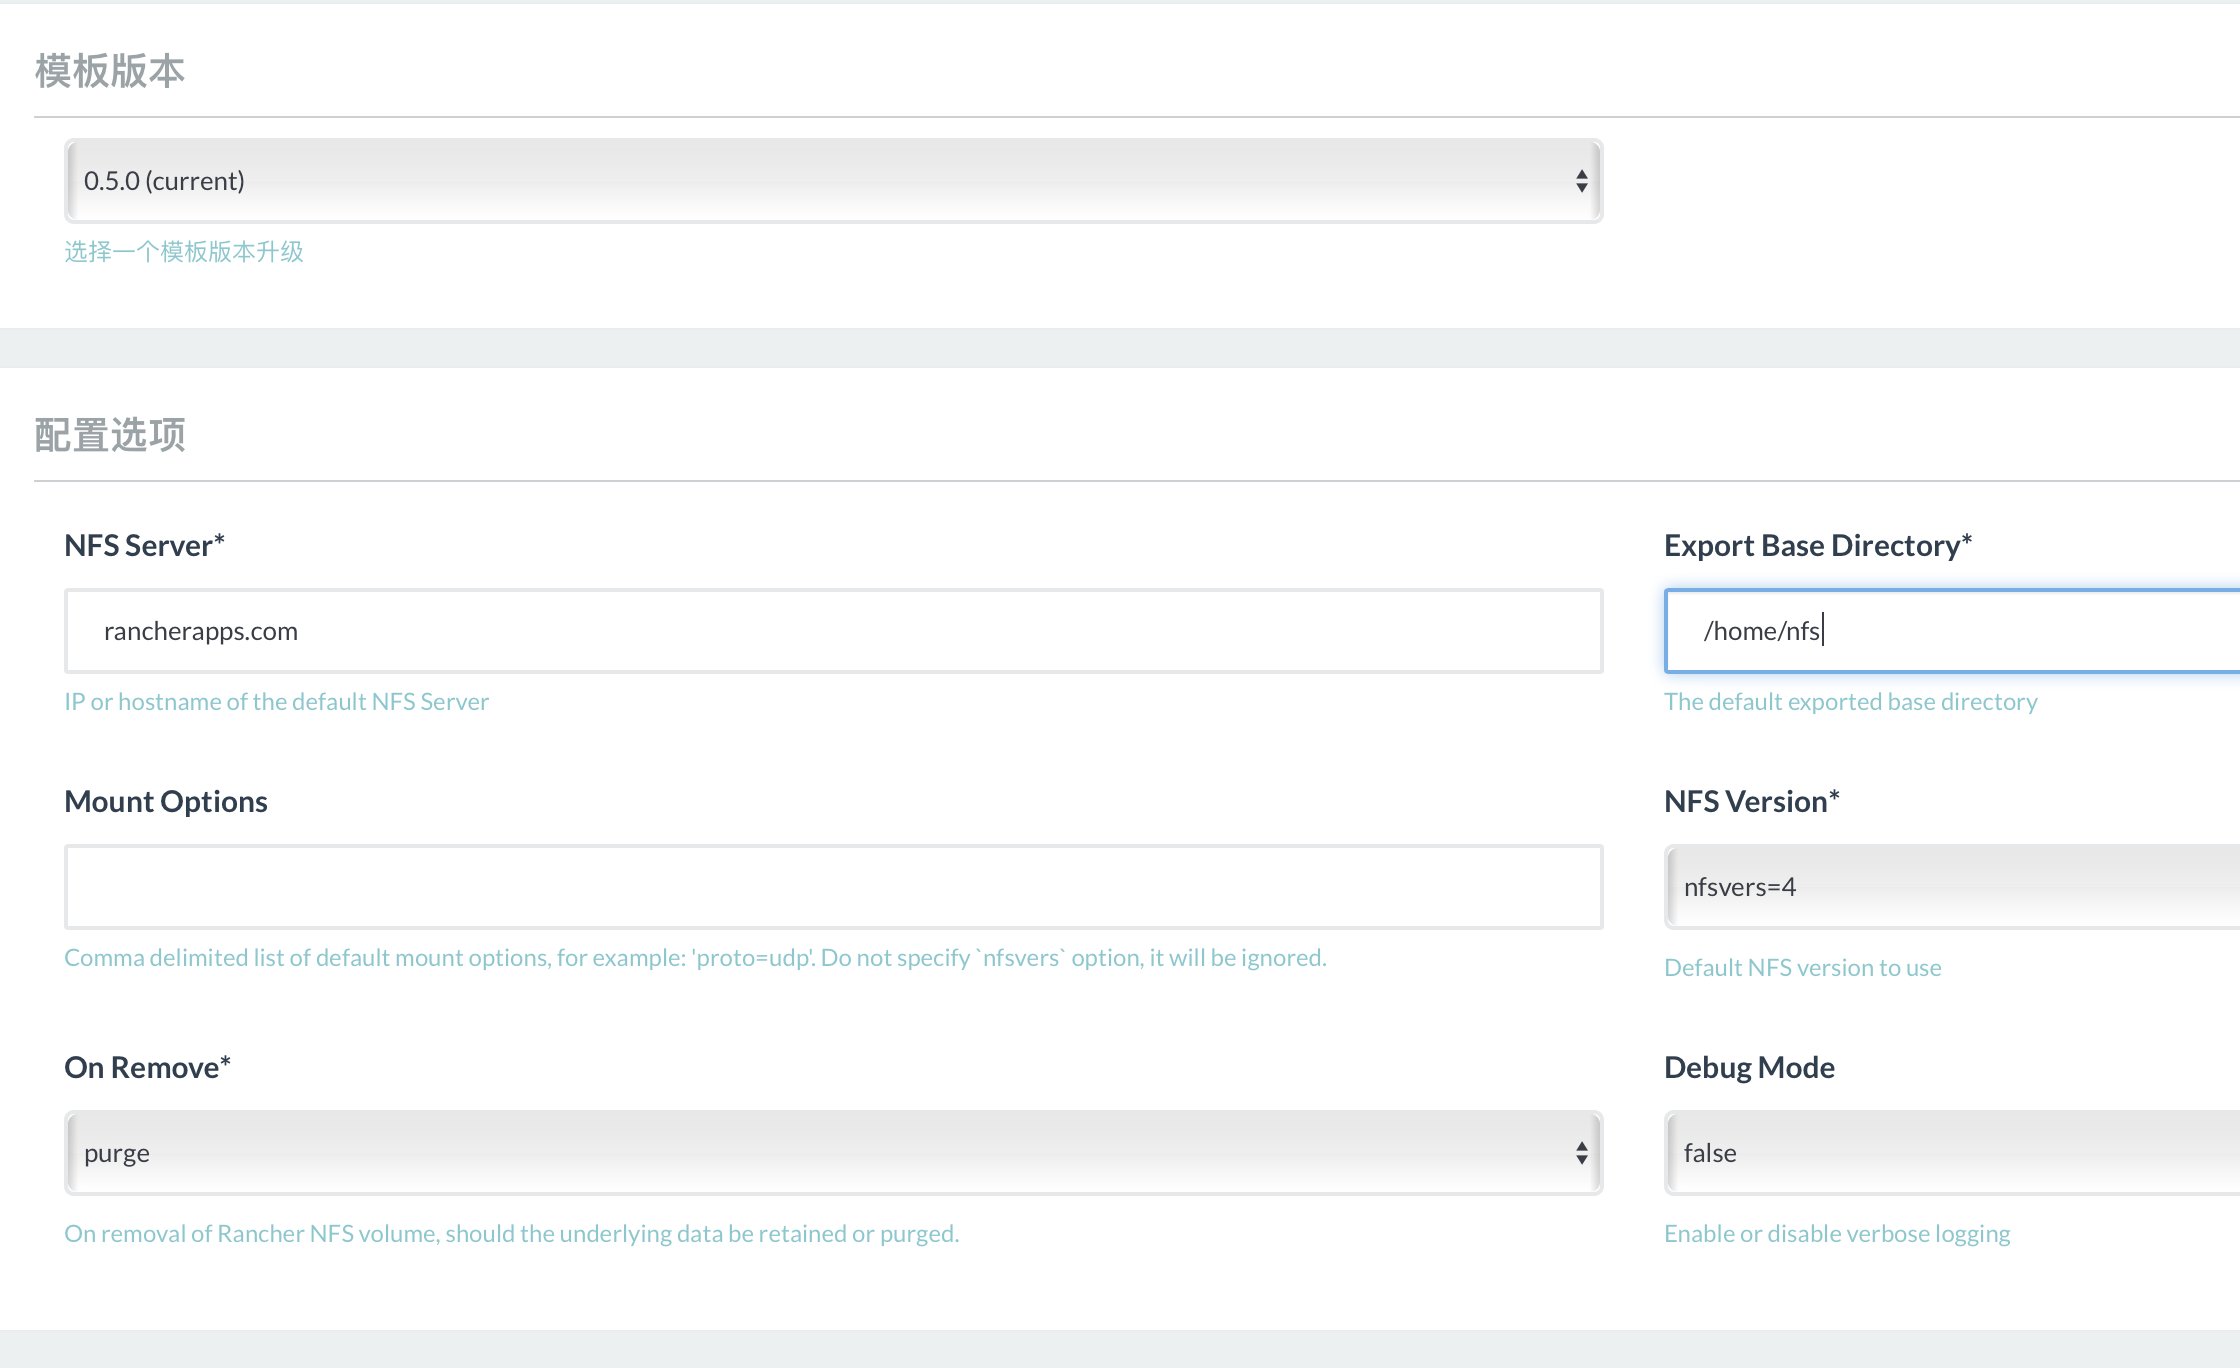 模板版本
0.5.0 (current)
选择一个模板版本升级
配置选项
NFS Server*
Export Base Directory*
rancherapps.com
/home/nfs
IP or hostname of the default NFS Server
The default exported base directory
Mount Options
NFS Version*
nfsvers=4
Comma delimited list of default mount options, for example: 'proto=udp'. Do not specify `nfsvers` option, it will be ignored.
Default NFS version to use
On Remove*
Debug Mode
purge
false
On removal of Rancher NFS volume, should the underlying data be retained or purged.
Enable or disable verbose logging